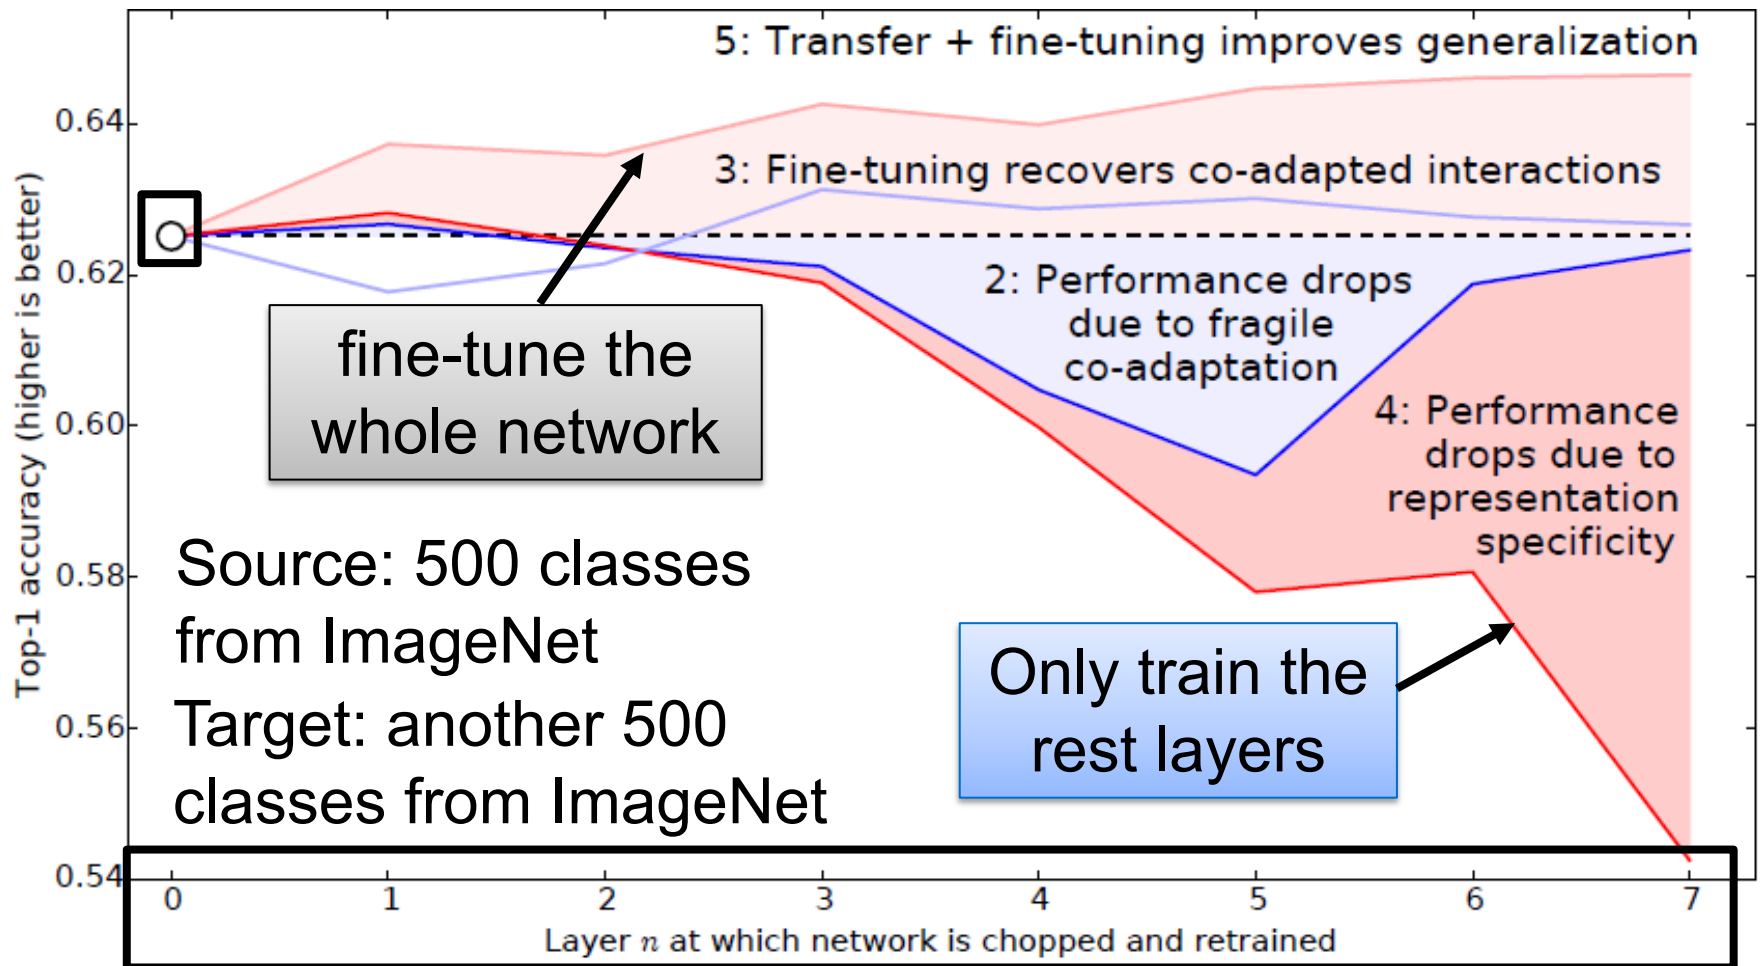 5: Transfer + fine-tuning improves generalization
0.64
3: Fine-tuning recovers co-adapted interactions
0.62
2: Performance drops
due to fragile
co-adaptation
fine-tune the
whole network
0.60
4: Performance
drops due to
representation
specificity
0.58
Source: 500 classes
from ImageNet
Target: another 500
classes from ImageNet
Only train the
rest layers
0.56
0.54
Top-1 accuracy (higher is bettter)
0 1 2 3 4 5 6 7
Layer n at which network is chopped and retrained